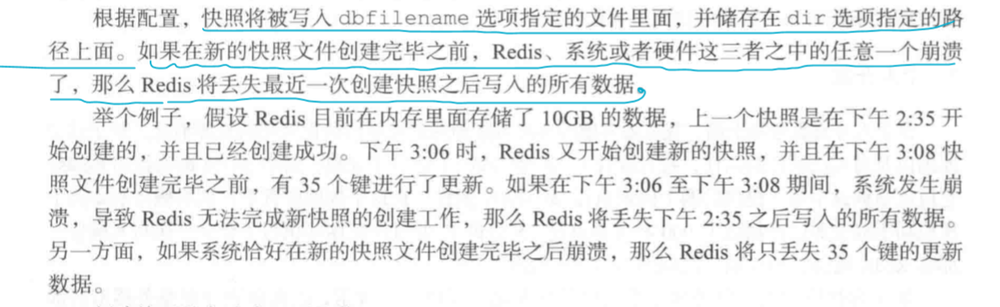 根据配置，快照将被写入 dbfilename 选项指定的文件里面，并储存在 dir 选项指定的路
径上面。如果在新的快照文件创建完毕之前，Redis、系统或者硬件这三者之中的任意一个崩溃
了，那么 Redis 将丢失最近一次创建快照之后写入的所有数据。
举个例子，假设 Redis 目前在内存里面存储了 10GB 的数据，上一个快照是在下午 2:35 开
始创建的，并且已经创建成功。下午 3:06 时，Redis 又开始创建新的快照，并且在下午 3:08 快
照文件创建完毕之前，有 35 个键进行了更新。如果在下午 3:06 至下午 3:08 期间，系统发生崩
溃，导致 Redis 无法完成新快照的创建工作，那么 Redis 将丢失下午 2:35 之后写入的所有数据。
另一方面，如果系统恰好在新的快照文件创建完毕之后崩溃，那么 Redis 将只丢失 35 个键的更新
数据。